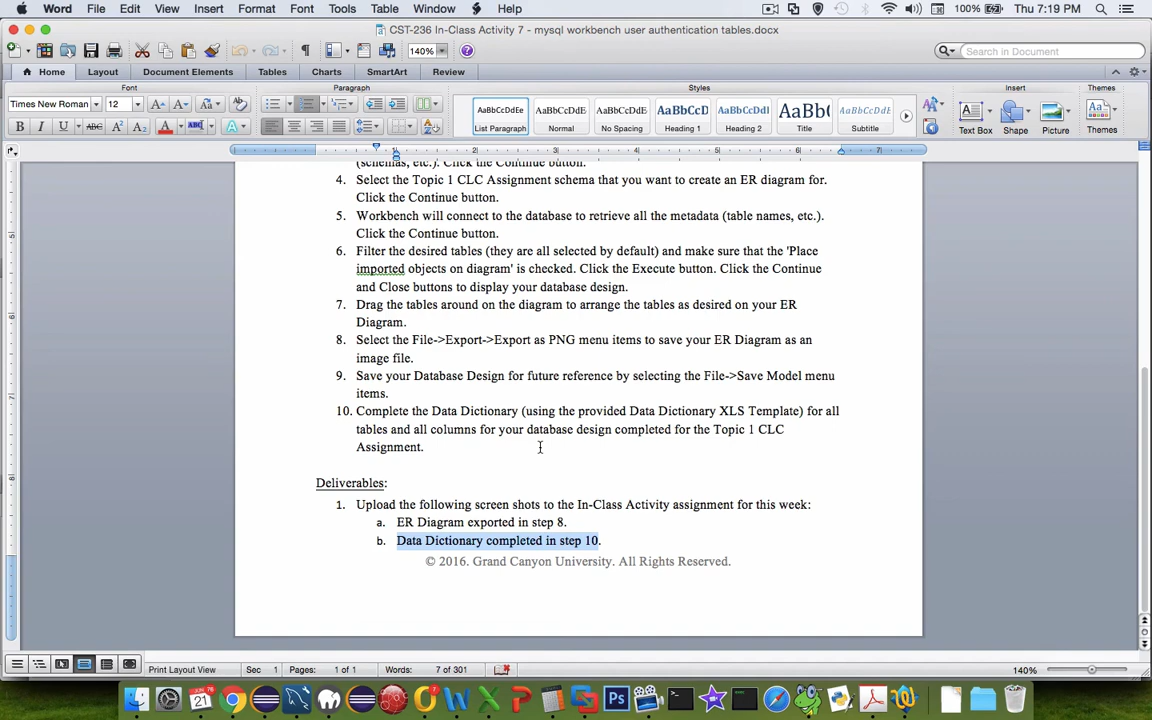 Word File Edit View Insert Format Font Tools Table Window Help 100% Thu 7:19 PM
CST-236 In-Class Activity 7 - mysql workbench user authentication tables.docx
140% Search in Document
Home Layout Document Elements Tables Charts SmartArt Review
Font Paragraph Styles Insert Themes
Times New Roman 12 AaBbCcDdEe AaBbCcDdEe AaBbCcDdEe AaBbCcD AaBbCcDdI AaBbC AaBbCcDdEe
List Paragraph Normal No Spacing Heading 1 Heading 2 Title Subtitle Text Box Shape Picture Themes
(schemas, etc.). Click the Continue button.
4. Select the Topic 1 CLC Assignment schema that you want to create an ER diagram for.
Click the Continue button.
5. Workbench will connect to the database to retrieve all the metadata (table names, etc.).
Click the Continue button.
6. Filter the desired tables (they are all selected by default) and make sure that the 'Place
imported objects on diagram' is checked. Click the Execute button. Click the Continue
and Close buttons to display your database design.
7. Drag the tables around on the diagram to arrange the tables as desired on your ER
Diagram.
8. Select the File->Export->Export as PNG menu items to save your ER Diagram as an
image file.
9. Save your Database Design for future reference by selecting the File->Save Model menu
items.
10. Complete the Data Dictionary (using the provided Data Dictionary XLS Template) for all
tables and all columns for your database design completed for the Topic 1 CLC
Assignment.
Deliverables:
1. Upload the following screen shots to the In-Class Activity assignment for this week:
a. ER Diagram exported in step 8.
b. Data Dictionary completed in step 10.
© 2016. Grand Canyon University. All Rights Reserved.
Print Layout View Sec 1 Pages: 1 of 1 Words: 7 of 301 140%